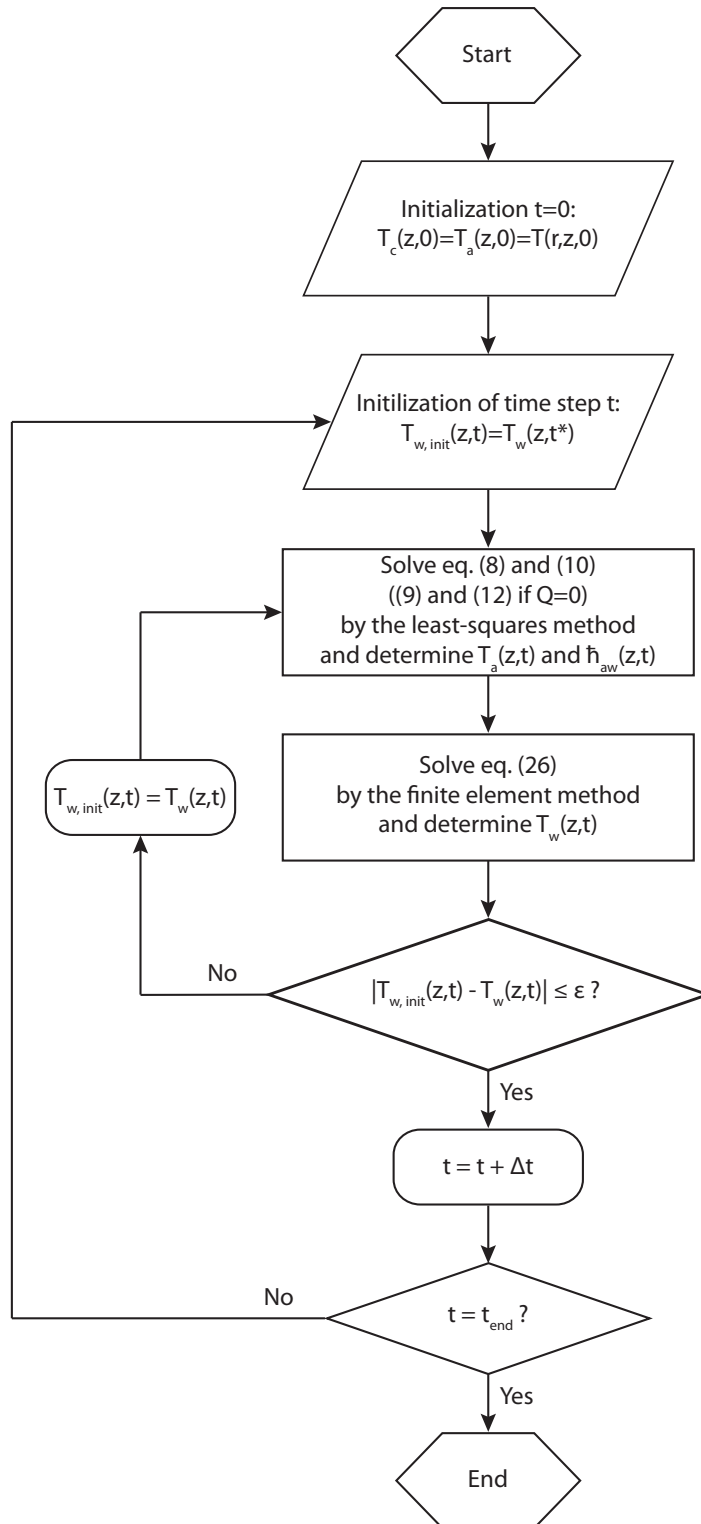 Start
Initialization t=0:
T_c(z,0)=T_a(z,0)=T(r,z,0)
Initilization of time step t:
T_w, init(z,t)=T_w(z,t*)
Solve eq. (8) and (10)
((9) and (12) if Q=0)
by the least-squares method
and determine T_a(z,t) and ħ_aw(z,t)
Solve eq. (26)
by the finite element method
and determine T_w(z,t)
T_w, init(z,t) = T_w(z,t)
No
|T_w, init(z,t) - T_w(z,t)| ≤ ε ?
Yes
t = t + Δt
No
t = t_end ?
Yes
End